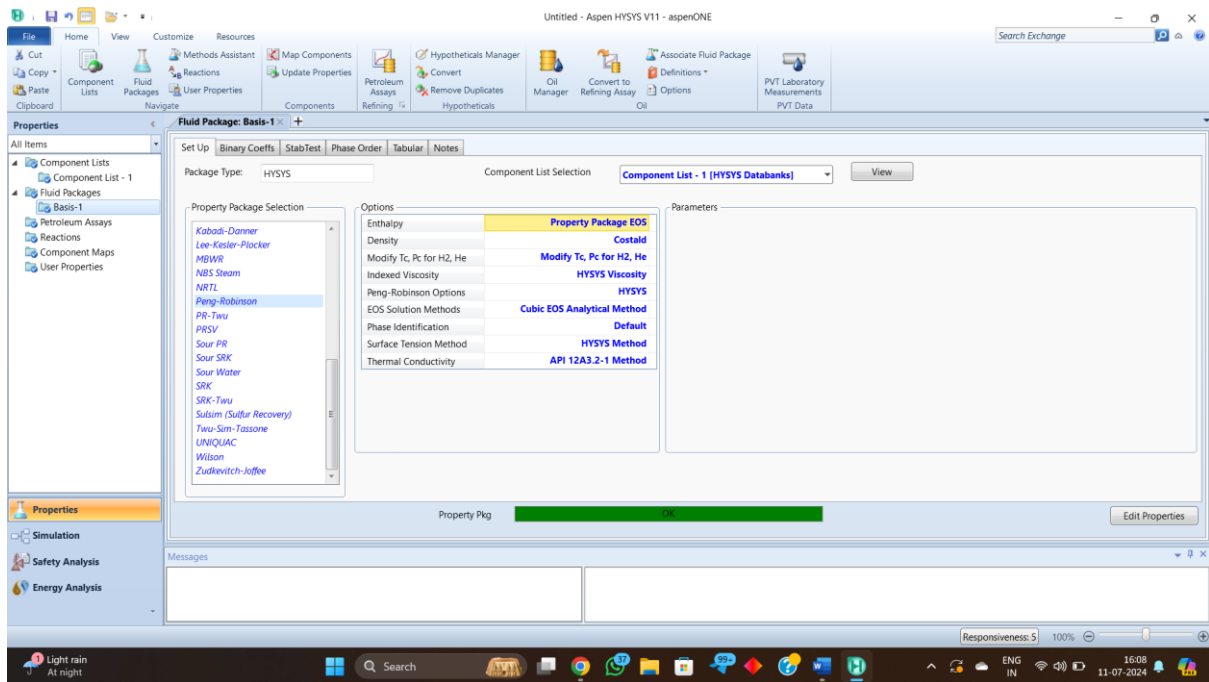 Untitled - Aspen HYSYS V11 - aspenONE
File Home View Customize Resources Search Exchange
Cut
Copy
Paste
Clipboard
Component Lists
Fluid Packages
Methods Assistant
Reactions
User Properties
Navigate
Map Components
Update Properties
Components
Petroleum Assays
Refining
Hypotheticals Manager
Convert
Remove Duplicates
Hypotheticals
Oil Manager
Convert to Refining Assay
Associate Fluid Package
Definitions
Options
Oil
PVT Laboratory Measurements
PVT Data
Properties
All Items
Component Lists
Component List - 1
Fluid Packages
Basis-1
Petroleum Assays
Reactions
Component Maps
User Properties
Properties
Simulation
Safety Analysis
Energy Analysis
Fluid Package: Basis-1
Set Up Binary Coeffs StabTest Phase Order Tabular Notes
Package Type: HYSYS Component List Selection Component List - 1 [HYSYS Databanks] View
Property Package Selection
Kabadi-Danner
Lee-Kesler-Plocker
MBWR
NBS Steam
NRTL
Peng-Robinson
PR-Twu
PRSV
Sour PR
Sour SRK
Sour Water
SRK
SRK-Twu
Sulsim (Sulfur Recovery)
Twu-Sim-Tassone
UNIQUAC
Wilson
Zudkevitch-Joffee
Options
Enthalpy Property Package EOS
Density Costald
Modify Tc, Pc for H2, He Modify Tc, Pc for H2, He
Indexed Viscosity HYSYS Viscosity
Peng-Robinson Options HYSYS
EOS Solution Methods Cubic EOS Analytical Method
Phase Identification Default
Surface Tension Method HYSYS Method
Thermal Conductivity API 12A3.2-1 Method
Parameters
Property Pkg OK Edit Properties
Messages
Responsiveness: 5 100%
1
Light rain
At night
Search
37
99+
ENG
IN
16:08
11-07-2024